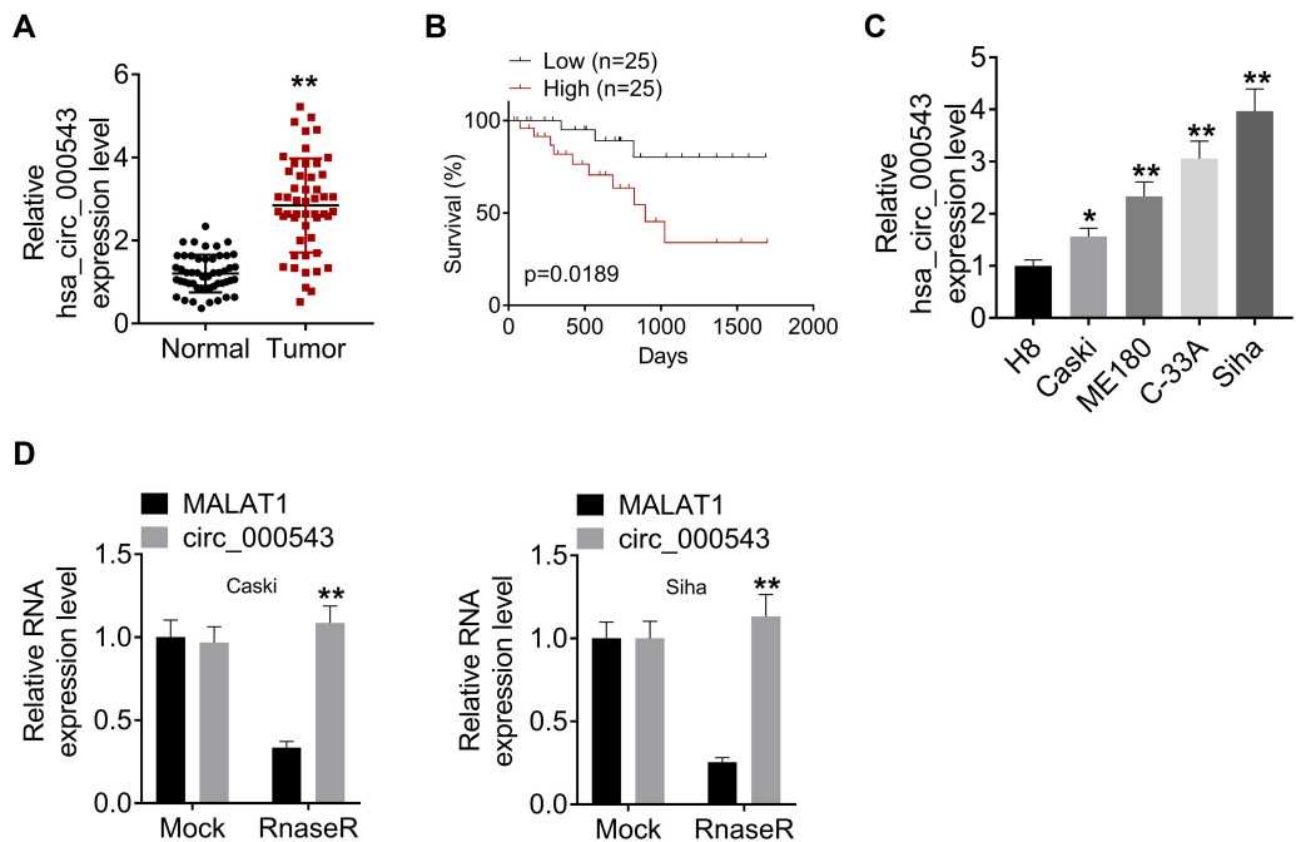 A
Relative
hsa_circ_000543
expression level
6
4
2
0
**
Normal
Tumor
B
Low (n=25)
High (n=25)
Survival (%)
100
50
0
p=0.0189
0
500
1000
1500
2000
Days
C
Relative
hsa_circ_000543
expression level
5
4
3
2
1
0
*
**
**
**
H8
Caski
ME180
C-33A
Siha
D
MALAT1
circ_000543
Relative RNA
expression level
1.5
1.0
0.5
0.0
Caski
**
Mock
RnaseR
MALAT1
circ_000543
Relative RNA
expression level
1.5
1.0
0.5
0.0
Siha
**
Mock
RnaseR